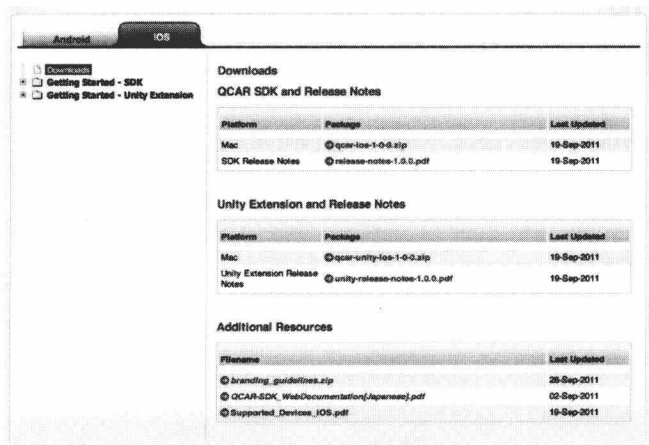 Android iOS
Downloads
Getting Started - SDK
Getting Started - Unity Extension
Downloads
QCAR SDK and Release Notes
Platform Package Last Updated
Mac qcar-ios-1-0-0.zip 19-Sep-2011
SDK Release Notes release-notes-1.0.0.pdf 19-Sep-2011
Unity Extension and Release Notes
Platform Package Last Updated
Mac qcar-unity-ios-1-0-0.zip 19-Sep-2011
Unity Extension Release
Notes
unity-release-notes-1.0.0.pdf 19-Sep-2011
Additional Resources
Filename Last Updated
branding_guidelines.zip 28-Sep-2011
QCAR-SDK_WebDocumentation[Japanese].pdf 02-Sep-2011
Supported_Devices_iOS.pdf 19-Sep-2011